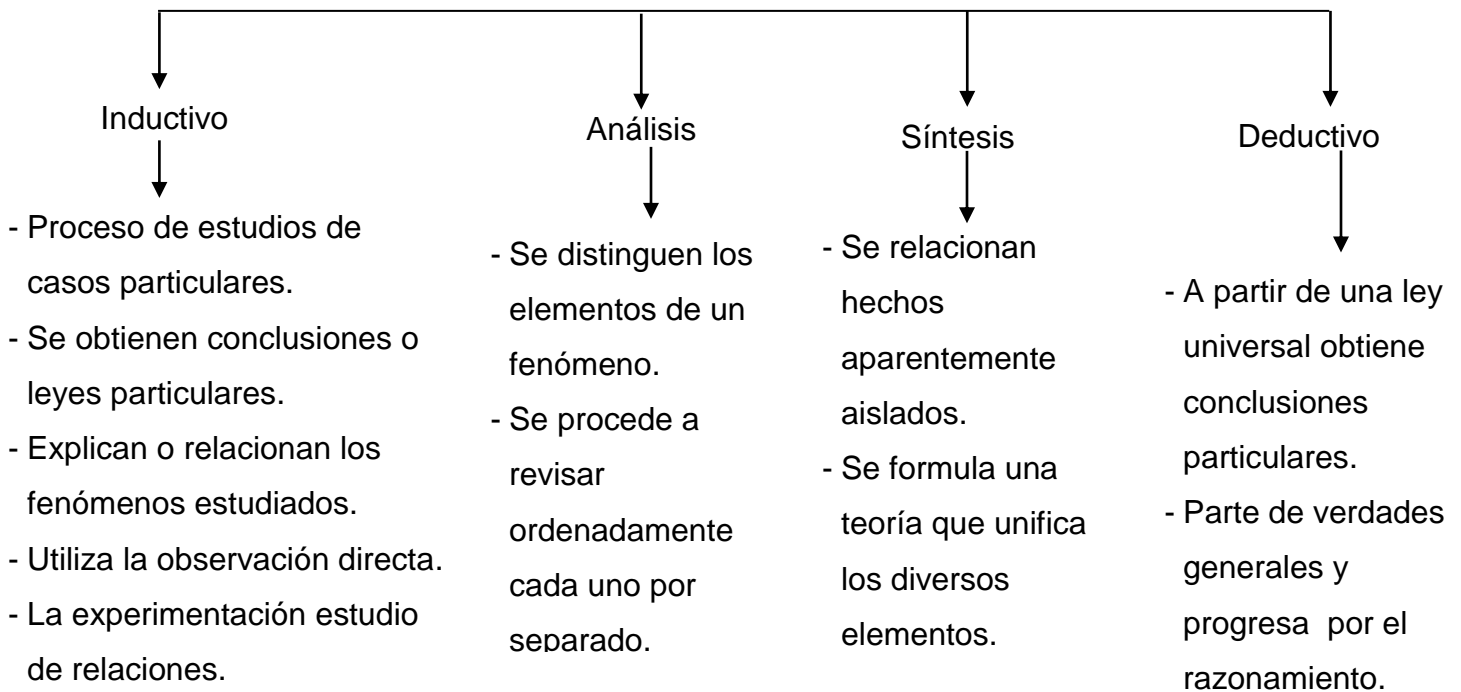 Inductivo
- Proceso de estudios de
casos particulares.
- Se obtienen conclusiones o
leyes particulares.
- Explican o relacionan los
fenómenos estudiados.
- Utiliza la observación directa.
- La experimentación estudio
de relaciones.
Análisis
- Se distinguen los
elementos de un
fenómeno.
- Se procede a
revisar
ordenadamente
cada uno por
separado.
Síntesis
- Se relacionan
hechos
aparentemente
aislados.
- Se formula una
teoría que unifica
los diversos
elementos.
Deductivo
- A partir de una ley
universal obtiene
conclusiones
particulares.
- Parte de verdades
generales y
progresa por el
razonamiento.